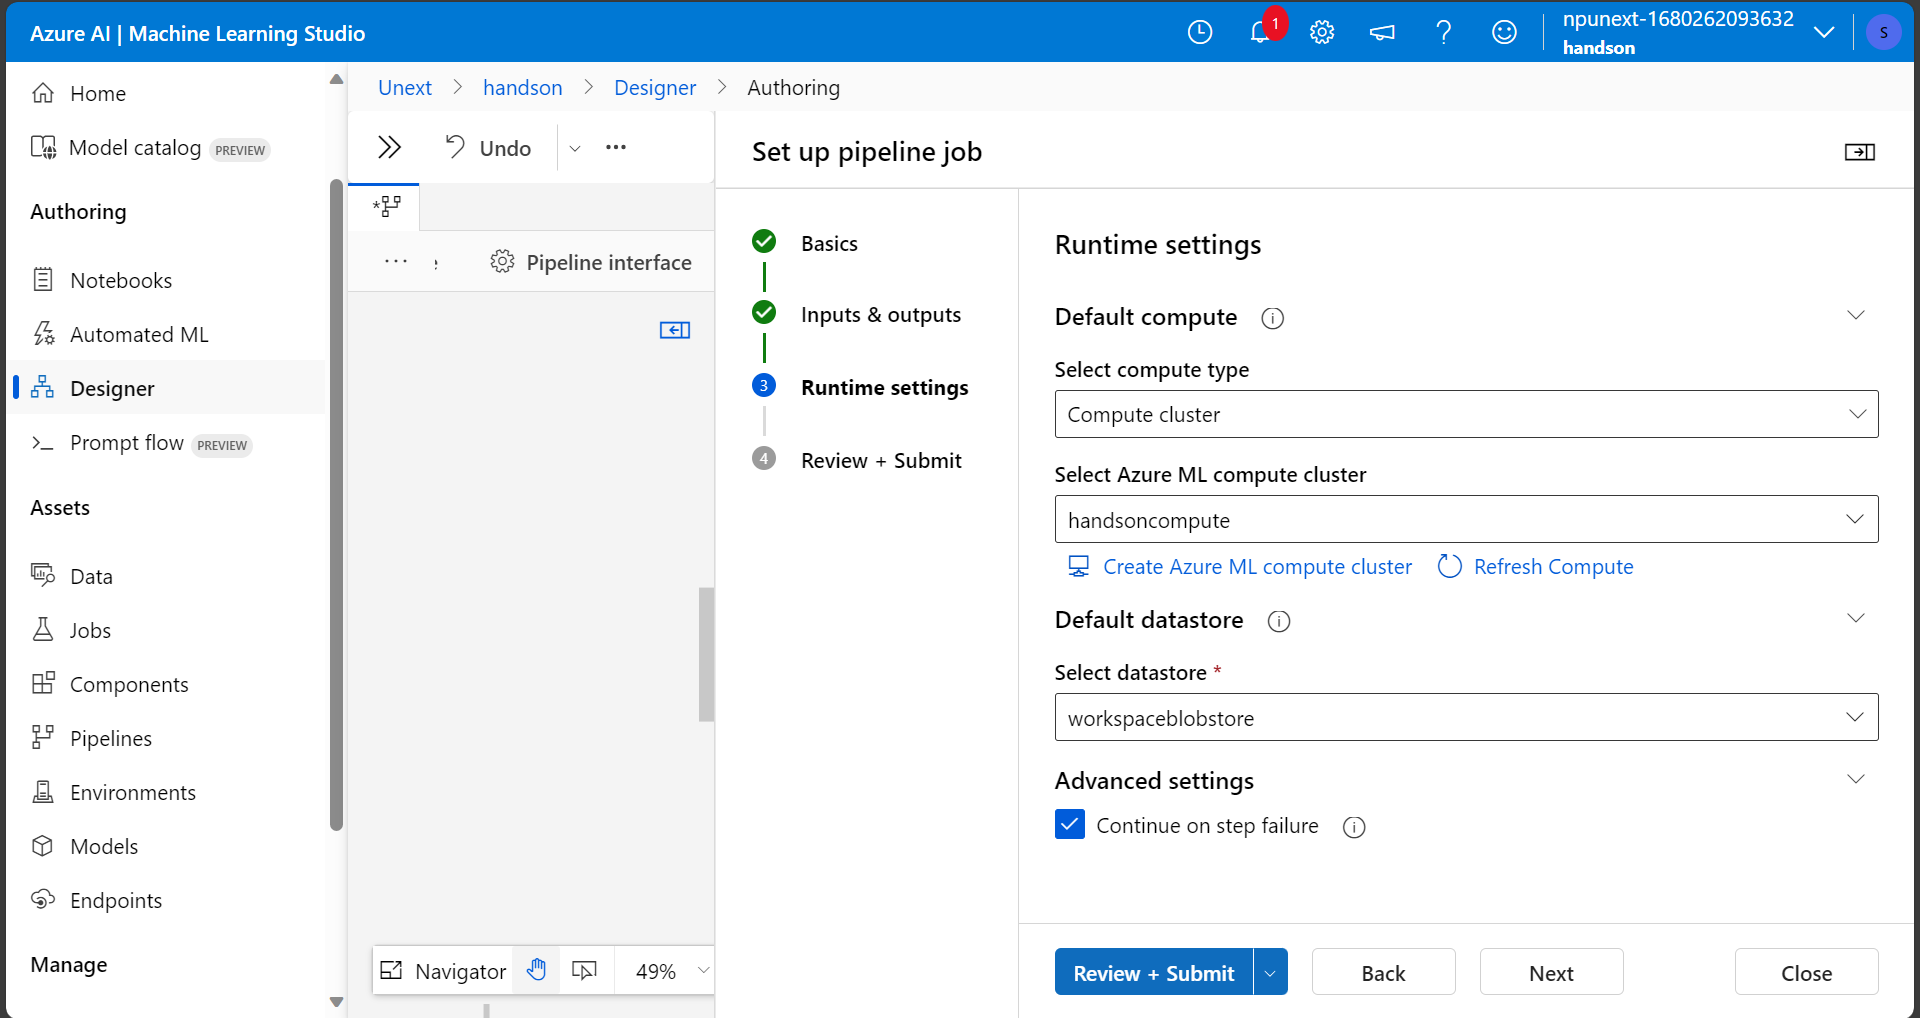 Azure AI | Machine Learning Studio
1
npunext-1680262093632
handson
S
Home
Model catalog PREVIEW
Authoring
Notebooks
Automated ML
Designer
Prompt flow PREVIEW
Assets
Data
Jobs
Components
Pipelines
Environments
Models
Endpoints
Manage
Unext > handson > Designer > Authoring
Undo
Pipeline interface
Navigator
49%
Set up pipeline job
Basics
Inputs & outputs
3 Runtime settings
4 Review + Submit
Runtime settings
Default compute
Select compute type
Compute cluster
Select Azure ML compute cluster
handsoncompute
Create Azure ML compute cluster Refresh Compute
Default datastore
Select datastore *
workspaceblobstore
Advanced settings
Continue on step failure
Review + Submit Back Next Close